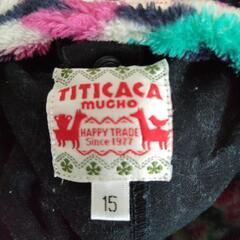 TITICACA
MUCHO
HAPPY TRADE
Since 1977
15